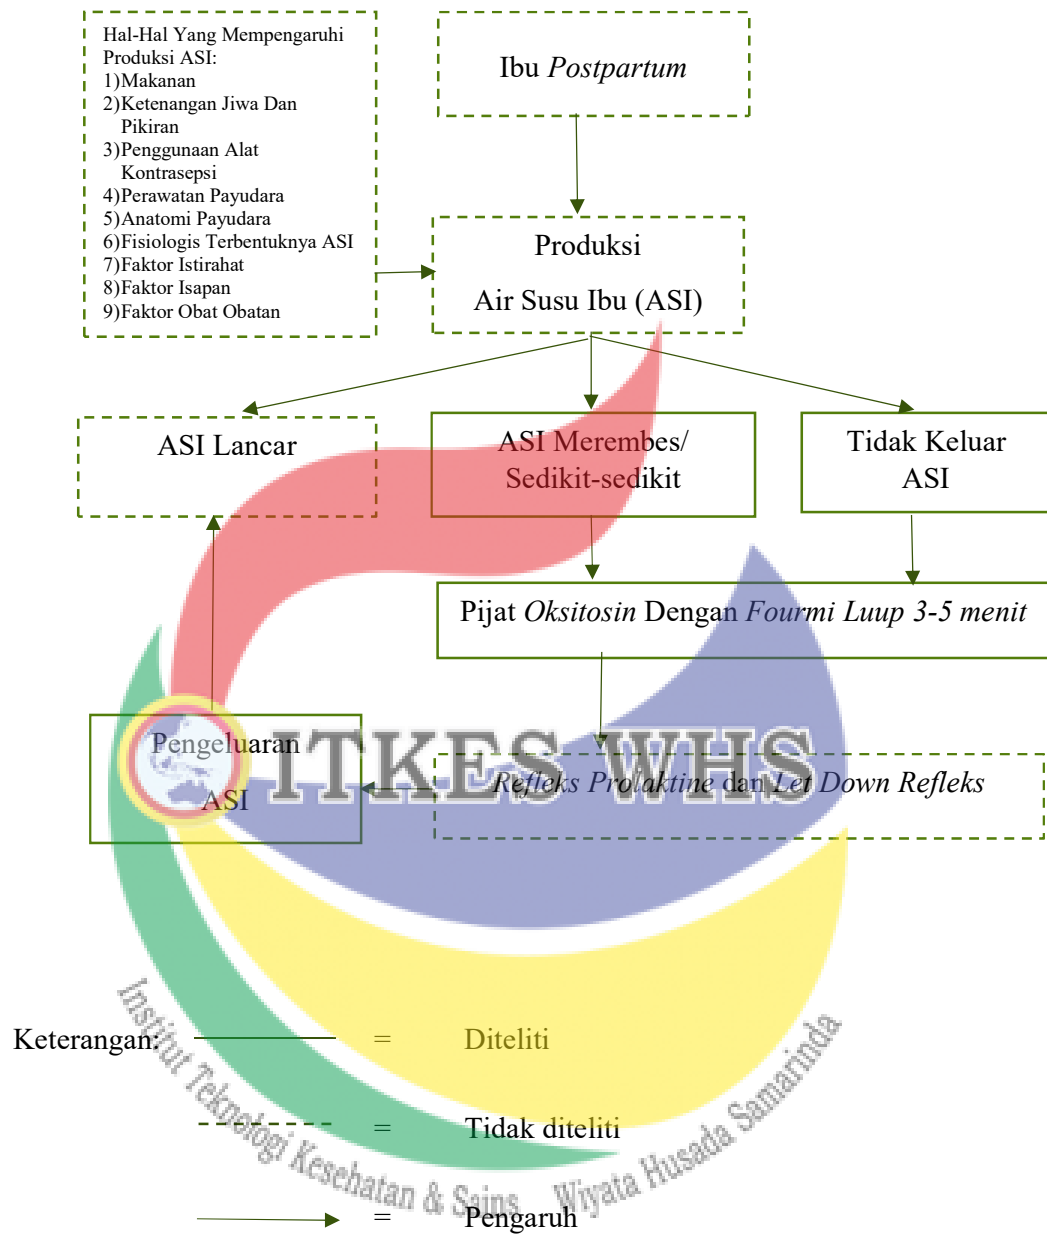 Hal-Hal Yang Mempengaruhi
Produksi ASI:
1)Makanan
2)Ketenangan Jiwa Dan
Pikiran
3)Penggunaan Alat
Kontrasepsi
4)Perawatan Payudara
5)Anatomi Payudara
6)Fisiologis Terbentuknya ASI
7)Faktor Istirahat
8)Faktor Isapan
9)Faktor Obat Obatan
Ibu Postpartum
Produksi
Air Susu Ibu (ASI)
ASI Lancar
ASI Merembes/
Sedikit-sedikit
Tidak Keluar
ASI
Pijat Oksitosin Dengan Fourmi Luup 3-5 menit
Pengeluaran
ASI
Refleks Prolaktine dan Let Down Refleks
ITKES WHS
Keterangan:
= Diteliti
= Tidak diteliti
= Pengaruh
Institut Teknologi Kesehatan & Sains Wiyata Husada Samarinda